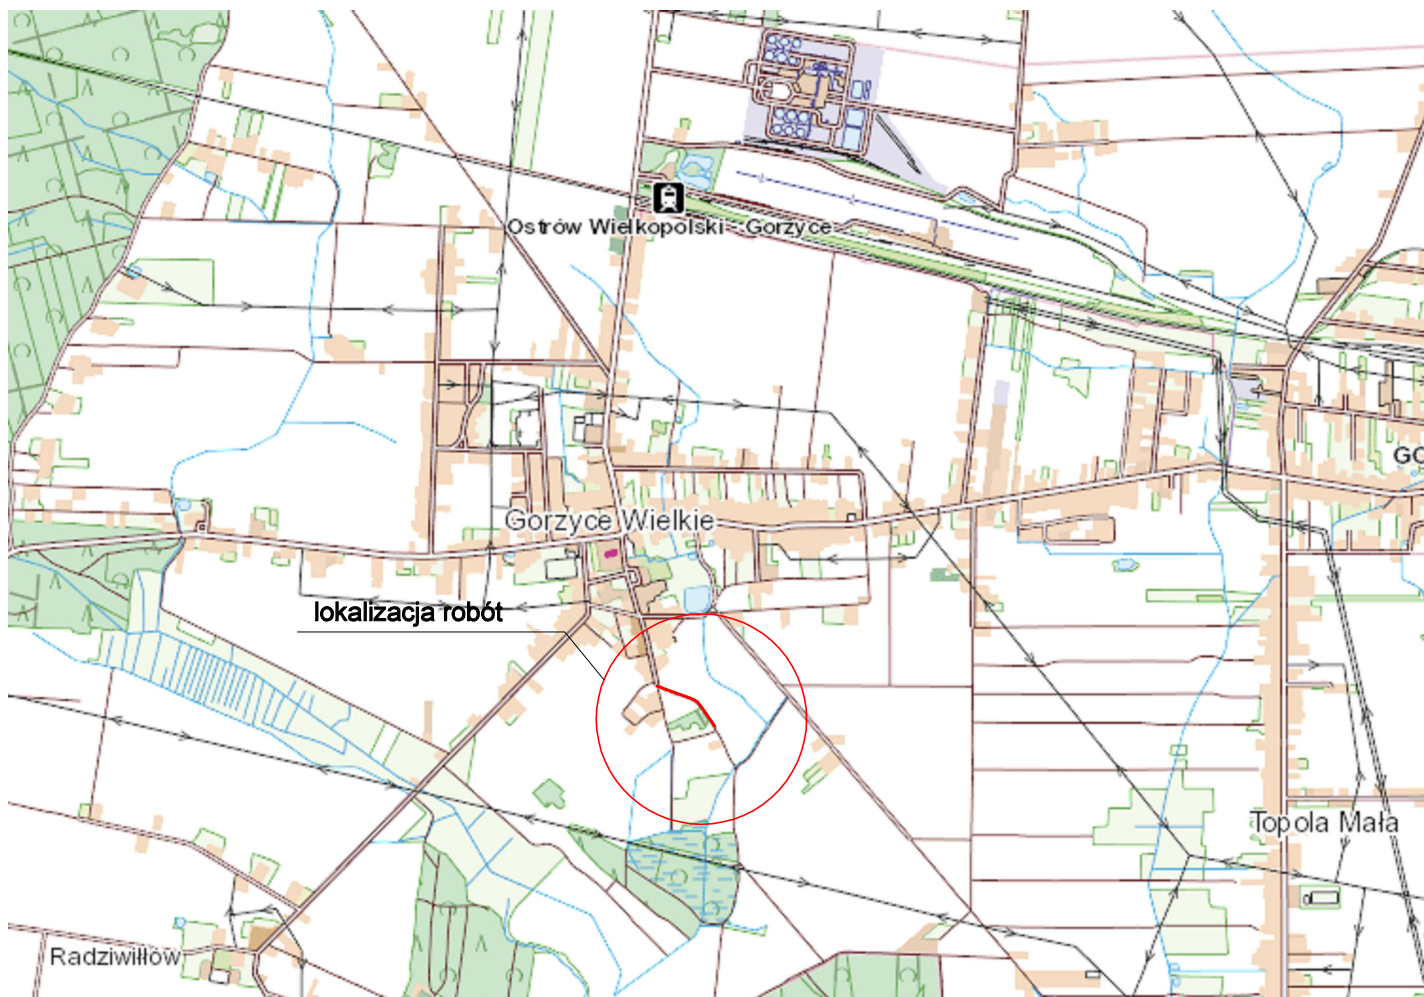 Ostrów Wielkopolski - Gorzyce
GO
Gorzyce Wielkie
lokalizacja robót
Topola Mała
Radziwiłłów